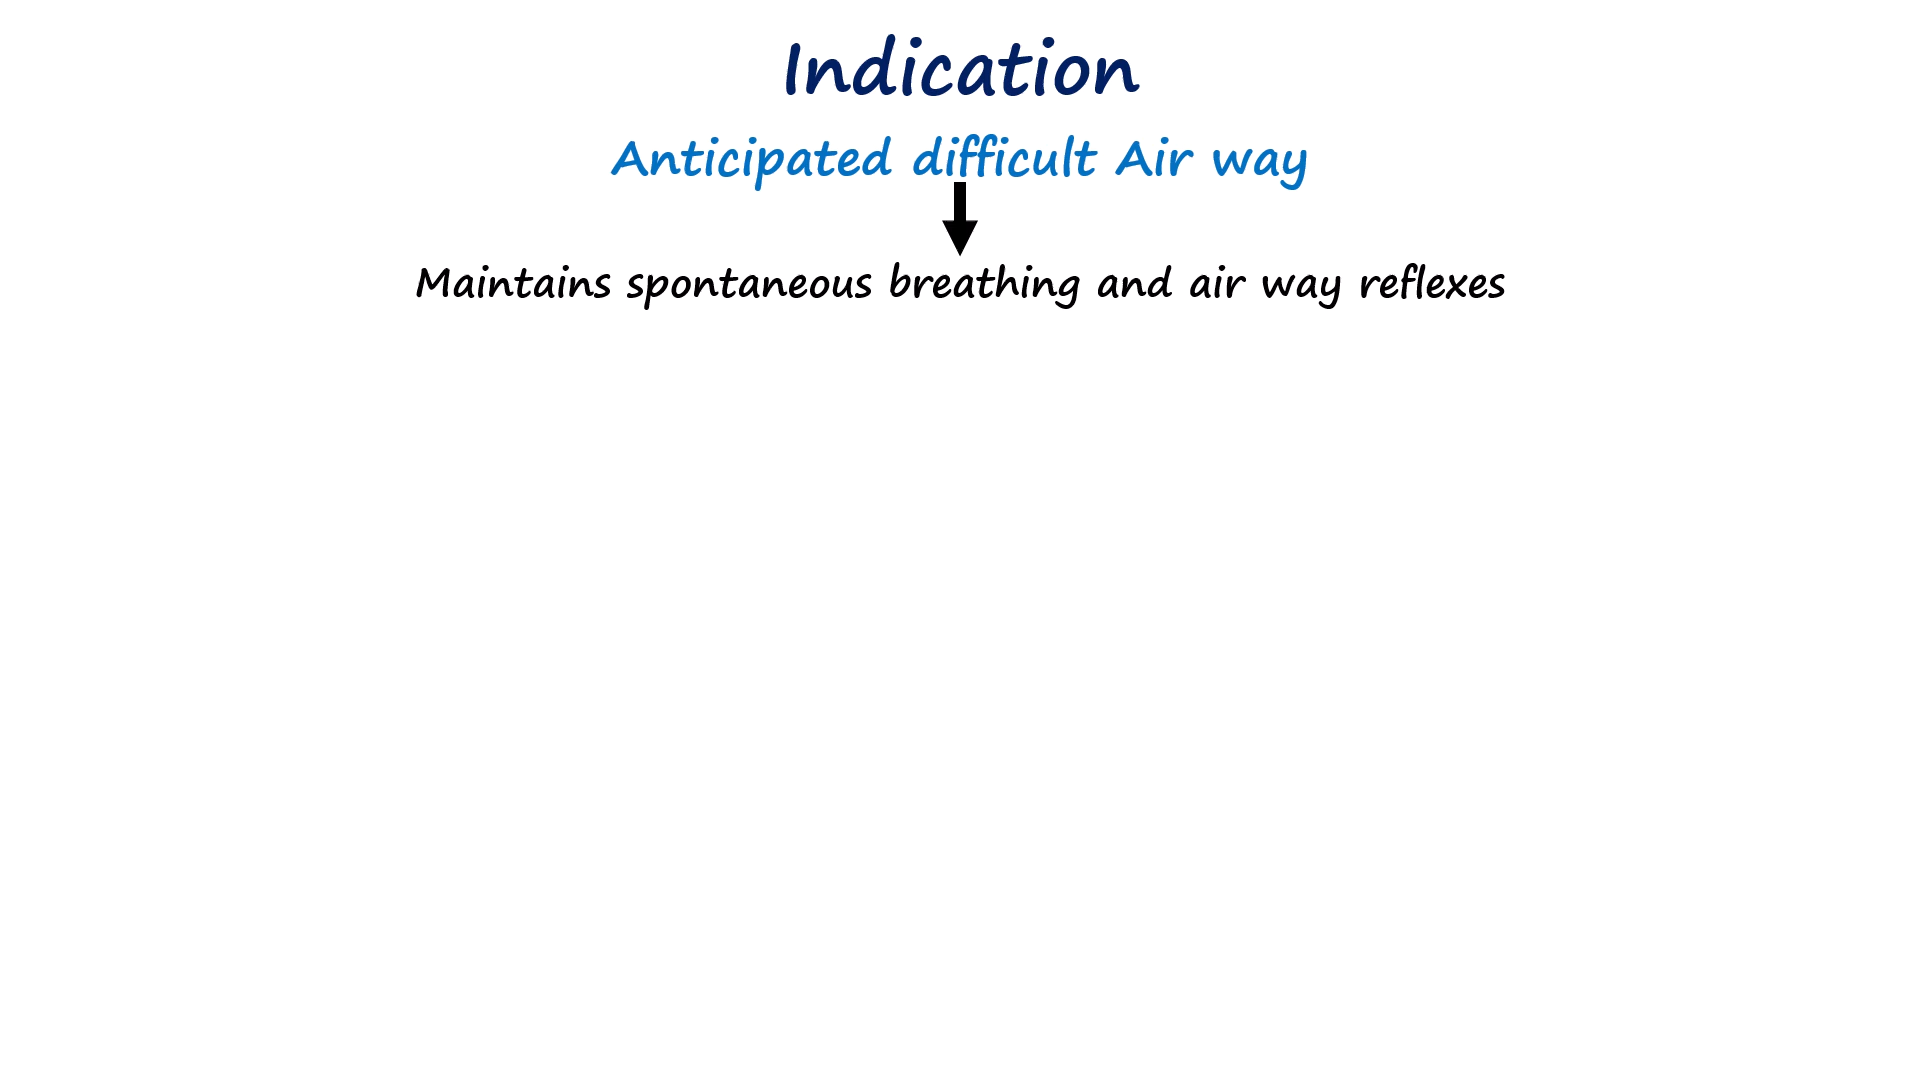 Indication
Anticipated difficult Air way
Maintains spontaneous breathing and air way reflexes